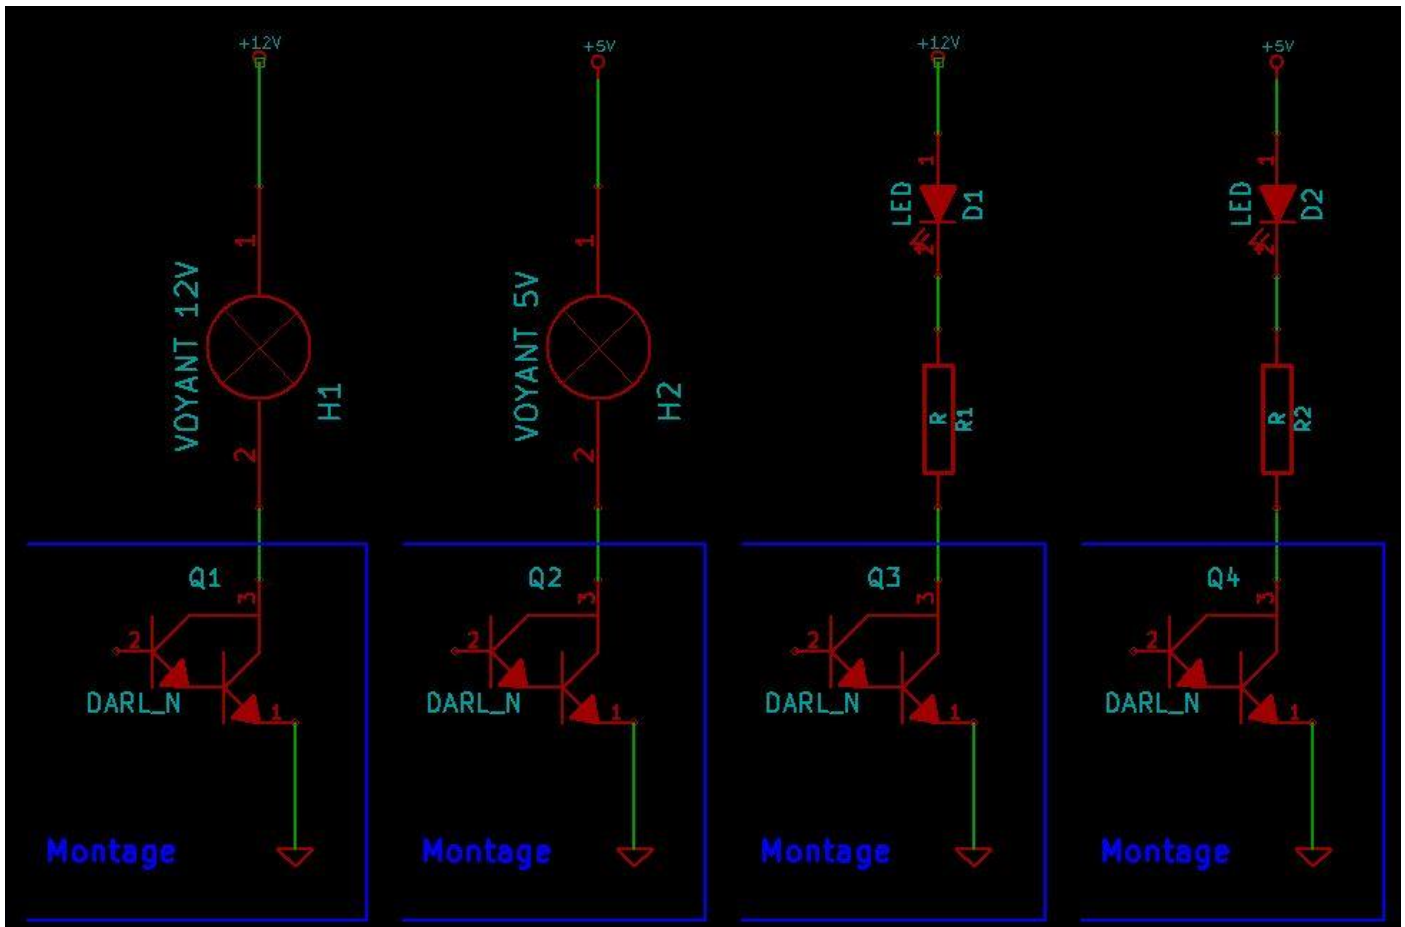 +12V
+5V
+12V
+5V
1
1
1
1
LED
D1
LED
D2
2
2
VOYANT 12V
H1
VOYANT 5V
H2
R
R1
R
R2
2
2
Q1
3
Q2
3
Q3
3
Q4
3
2
2
2
2
DARL_N
1
DARL_N
1
DARL_N
1
DARL_N
1
Montage
Montage
Montage
Montage